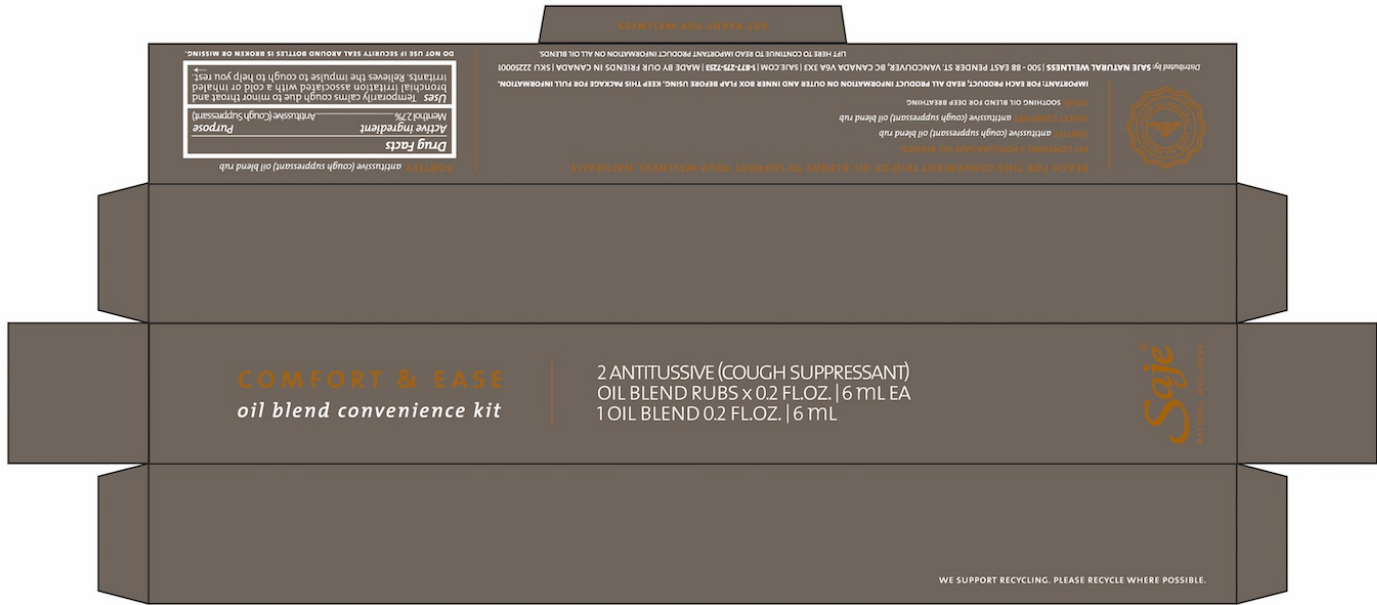 GET READY FOR WELLNESS
REACH FOR THIS CONVENIENT TRIO OF OIL BLENDS TO SUPPORT YOUR WELLNESS, NATURALLY.
KIT CONTAINS 3 POPULAR SAJE OIL BLENDS:
FORTIFY antitussive (cough suppressant) oil blend rub
SWEET COMFORT antitussive (cough suppressant) oil blend rub
SOOTHING OIL BLEND FOR DEEP BREATHING
IMPORTANT: FOR EACH PRODUCT, READ ALL PRODUCT INFORMATION ON OUTER AND INNER BOX FLAP BEFORE USING. KEEP THIS PACKAGE FOR FULL INFORMATION.
Distributed by: SAJE NATURAL WELLNESS | 500 - 88 EAST PENDER ST. VANCOUVER, BC CANADA V6A 3X3 | SAJE.COM | 1-877-275-7253 | MADE BY OUR FRIENDS IN CANADA | SKU 22250001
LIFT HERE TO CONTINUE TO READ IMPORTANT PRODUCT INFORMATION ON ALL OIL BLENDS.
FORTIFY antitussive (cough suppressant) oil blend rub
Drug Facts
Active ingredient Purpose
Menthol 2.7% Antitussive (Cough Suppressant)
Uses Temporarily calms cough due to minor throat and
bronchial irritation associated with a cold or inhaled
irritants. Relieves the impulse to cough to help you rest.
DO NOT USE IF SECURITY SEAL AROUND BOTTLES IS BROKEN OR MISSING.
COMFORT & EASE
oil blend convenience kit
2 ANTITUSSIVE (COUGH SUPPRESSANT)
OIL BLEND RUBS x 0.2 FL.OZ. | 6 mL EA
1 OIL BLEND 0.2 FL.OZ. | 6 mL
Saje®
NATURAL WELLNESS
WE SUPPORT RECYCLING. PLEASE RECYCLE WHERE POSSIBLE.